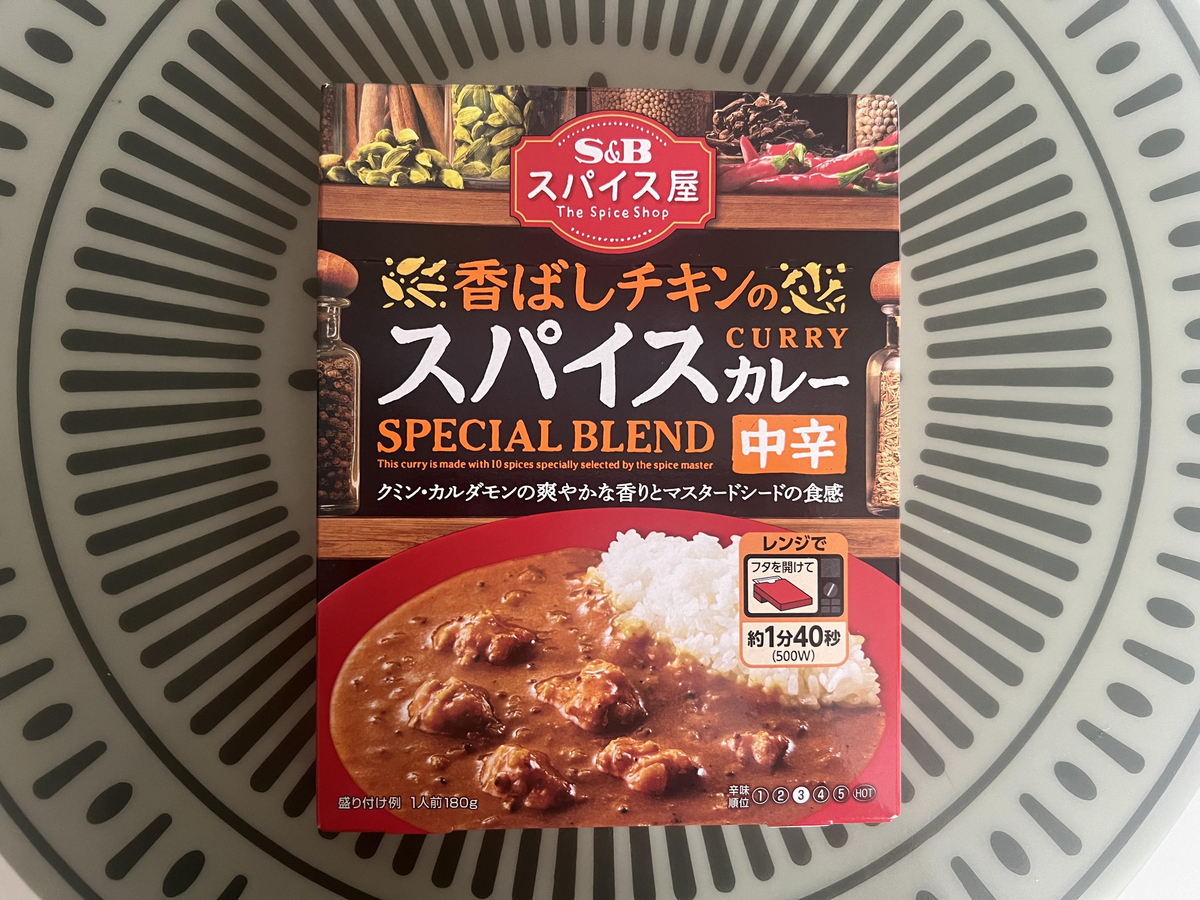 S&B
スパイス屋
The Spice Shop
香ばしチキンの
スパイス
CURRY
カレー
SPECIAL BLEND
中辛
This curry is made with 10 spices specially selected by the spice master
クミン・カルダモンの爽やかな香りとマスタードシードの食感
レンジで
フタを開けて
約1分40秒
(500W)
盛り付け例 1人前180g
辛味順位 1 2 3 4 5 HOT